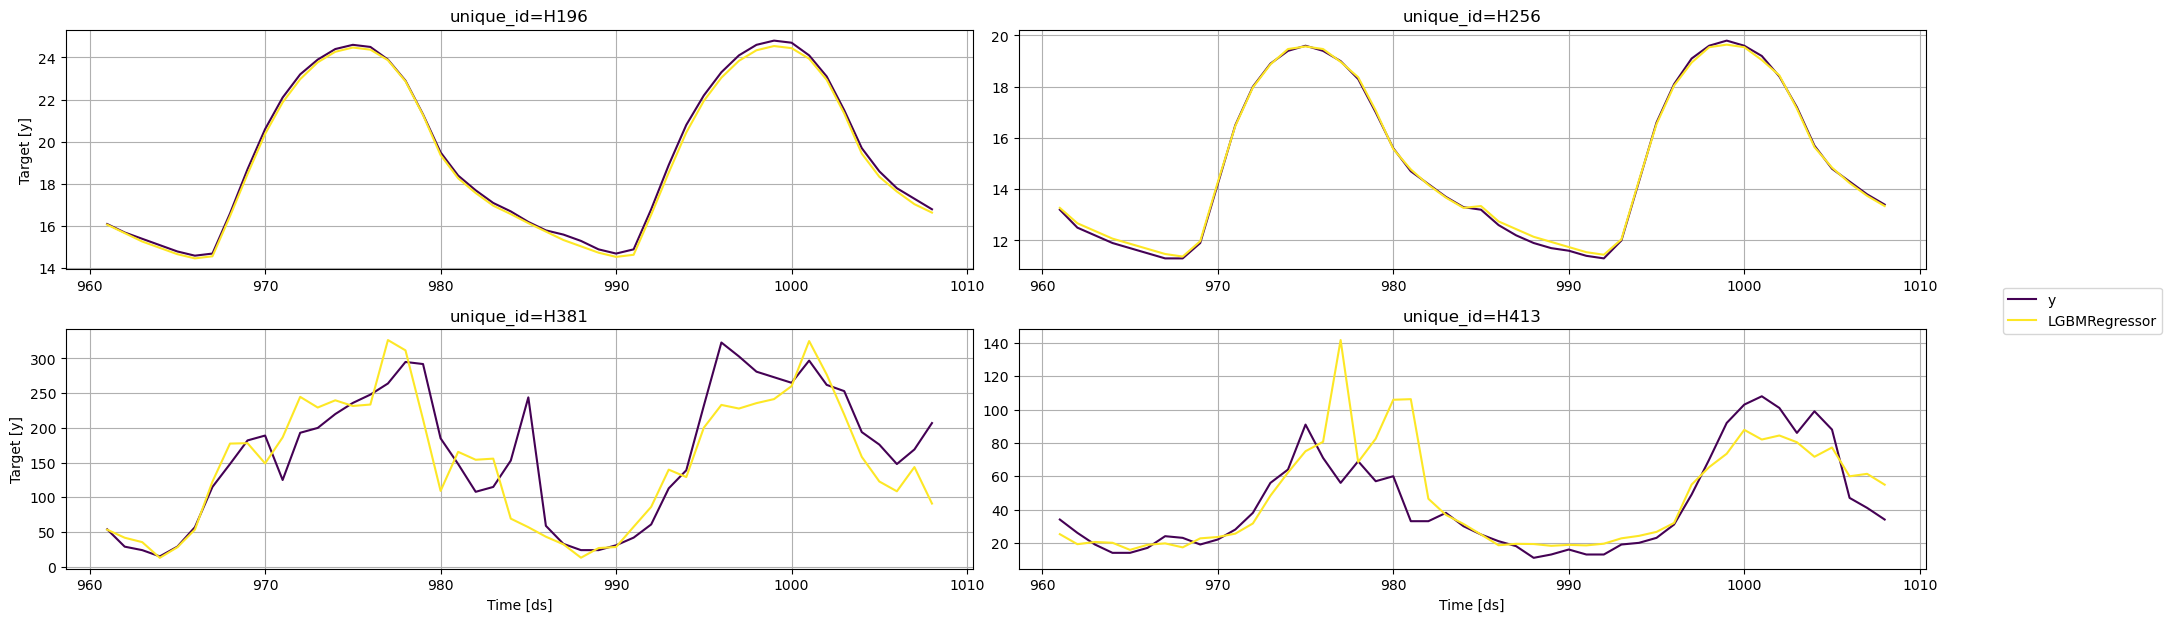 unique_id=H196
24
22
20
18
16
14
Target [y]
960 970 980 990 1000 1010
unique_id=H256
20
18
16
14
12
960 970 980 990 1000 1010
unique_id=H381
300
250
200
150
100
50
0
Target [y]
960 970 980 990 1000 1010
Time [ds]
unique_id=H413
140
120
100
80
60
40
20
960 970 980 990 1000 1010
Time [ds]
y
LGBMRegressor